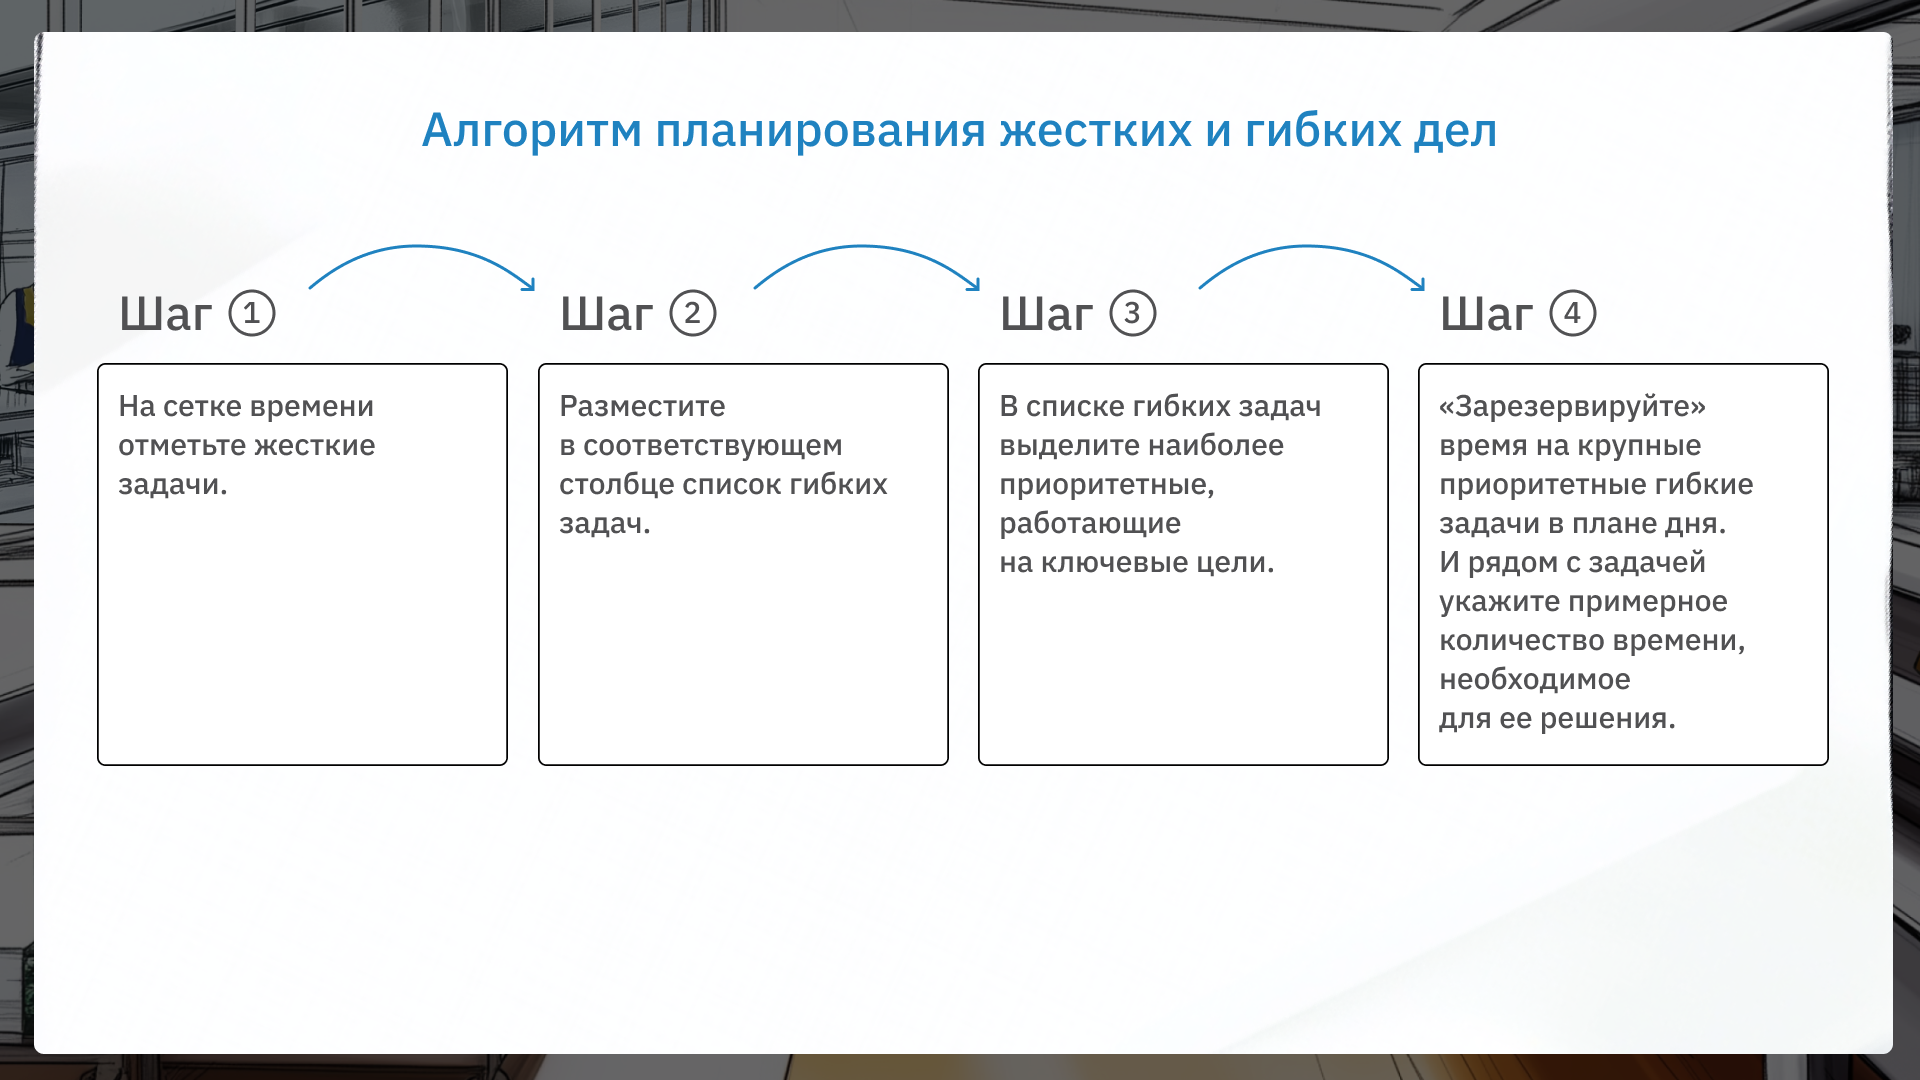 Алгоритм планирования жестких и гибких дел
Шаг 1
На сетке времени
отметьте жесткие
задачи.
Шаг 2
Разместите
в соответствующем
столбце список гибких
задач.
Шаг 3
В списке гибких задач
выделите наиболее
приоритетные,
работающие
на ключевые цели.
Шаг 4
«Зарезервируйте»
время на крупные
приоритетные гибкие
задачи в плане дня.
И рядом с задачей
укажите примерное
количество времени,
необходимое
для ее решения.